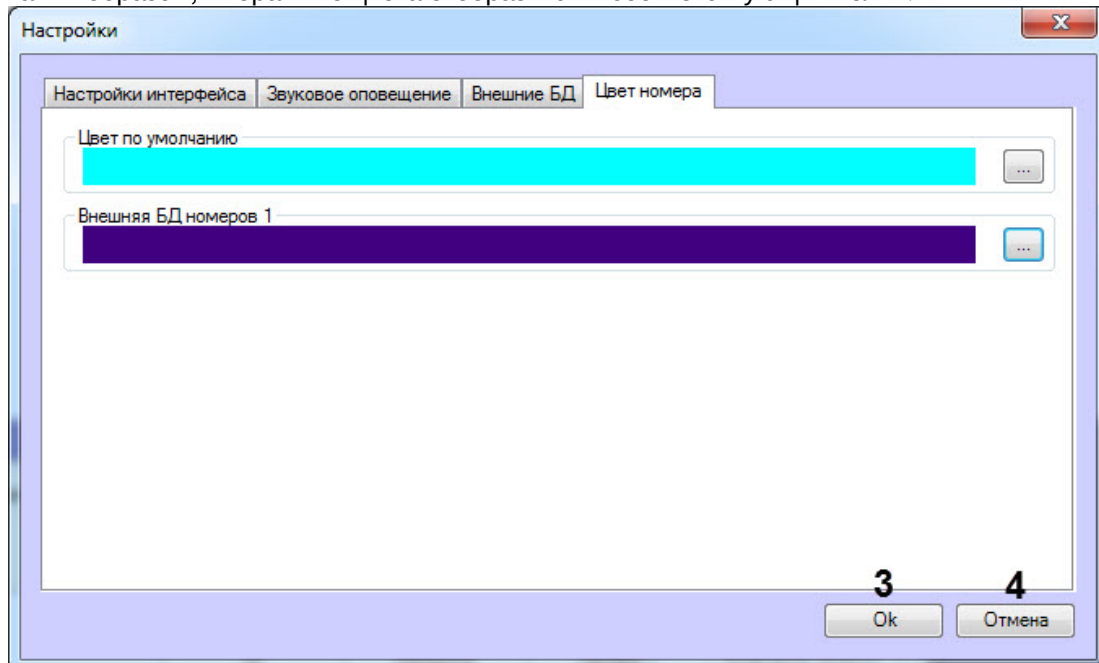 Настройки
Настройки интерфейса Звуковое оповещение Внешние БД Цвет номера
Цвет по умолчанию
...
Внешняя БД номеров 1
...
3 4
Ok Отмена